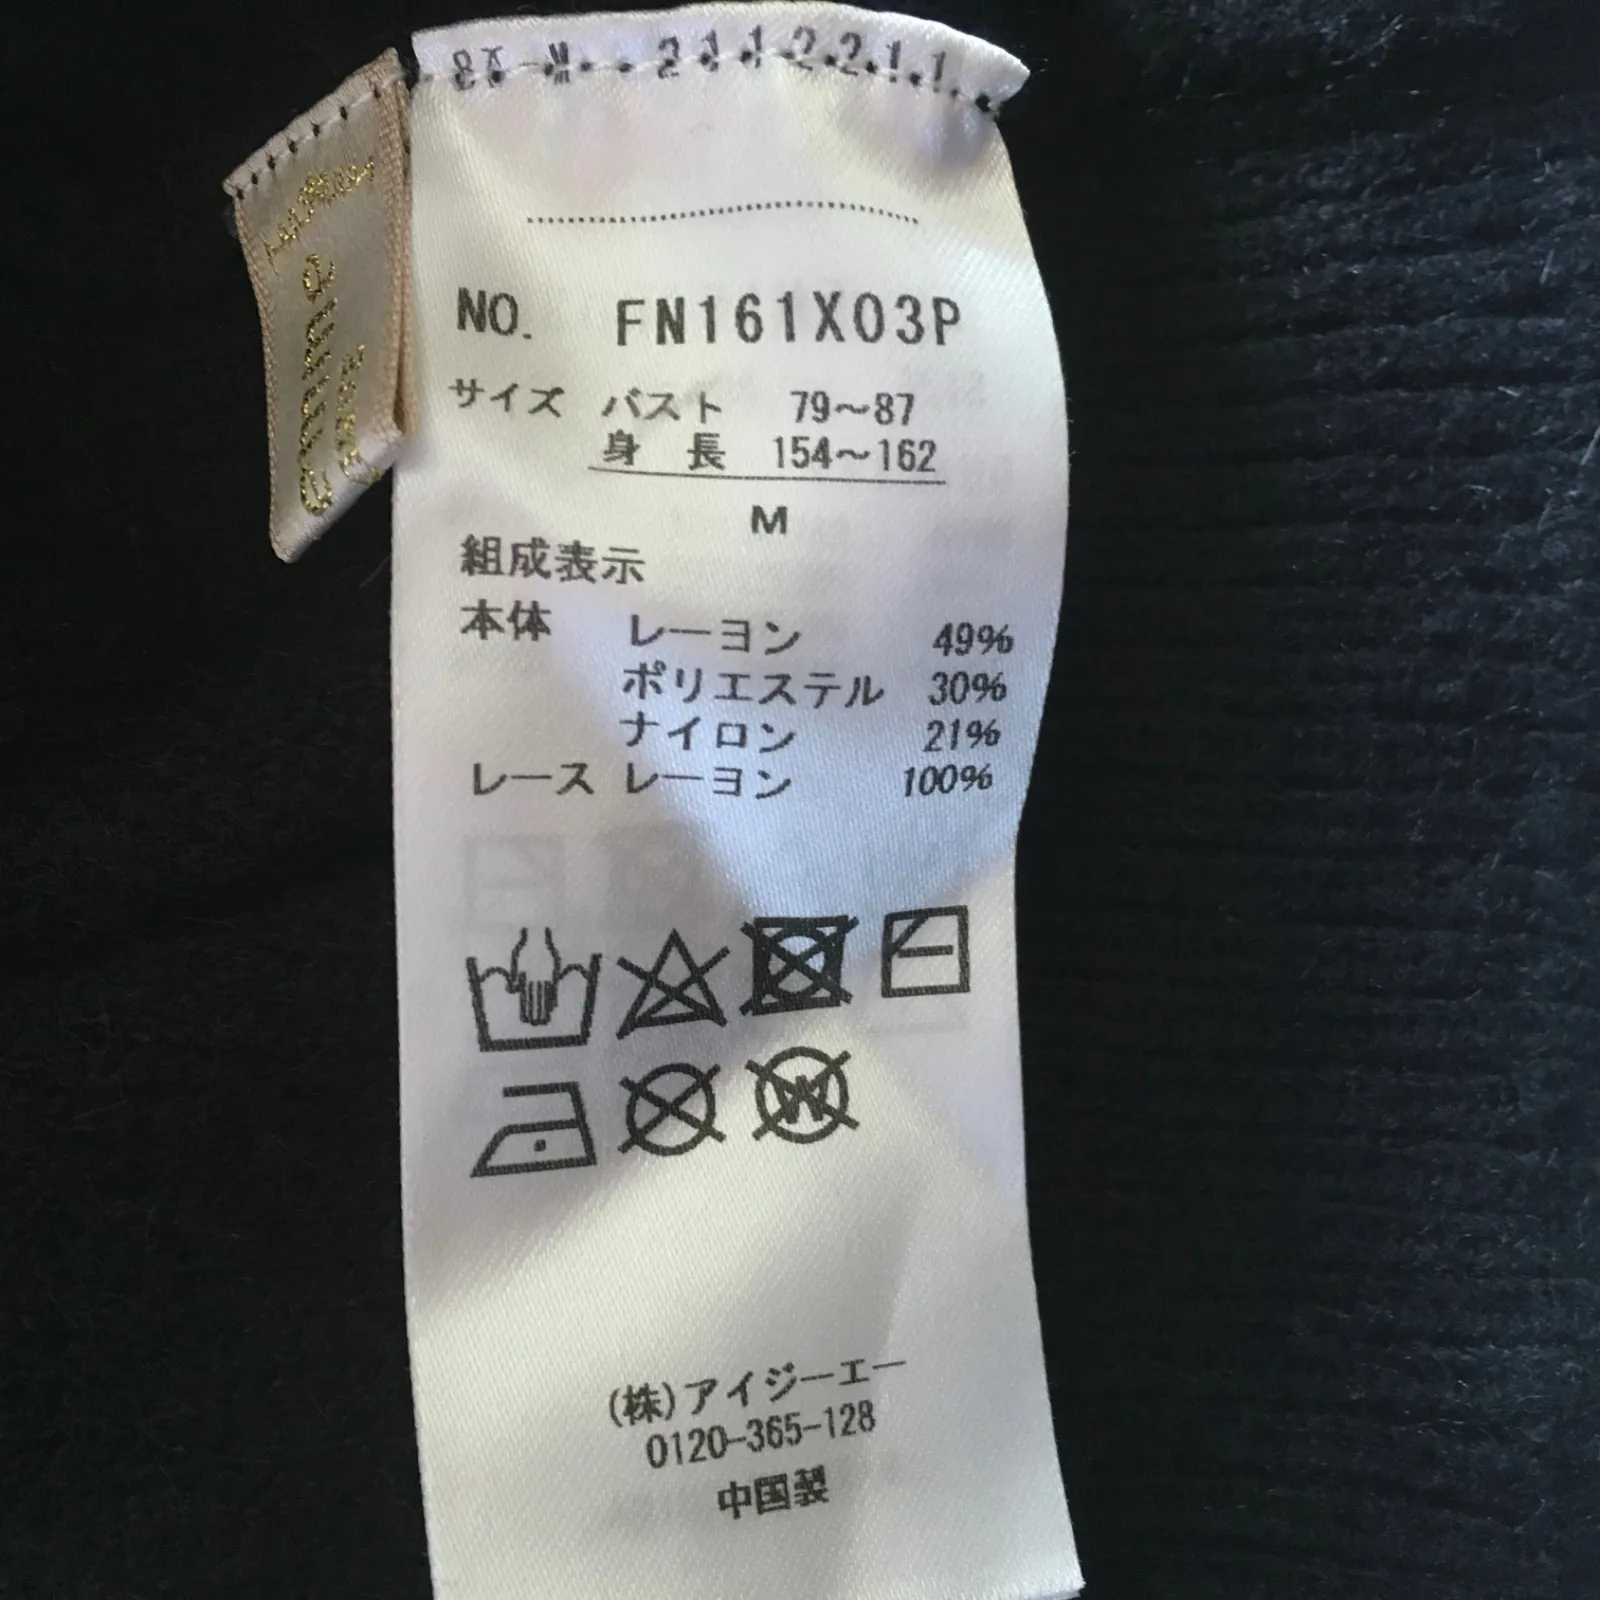 NO. FN161X03P
サイズ バスト 79～87
身 長 154～162
M
組成表示
本体 レーヨン 49%
ポリエステル 30%
ナイロン 21%
レース レーヨン 100%
(株)アイジーエー
0120-365-128
中国製